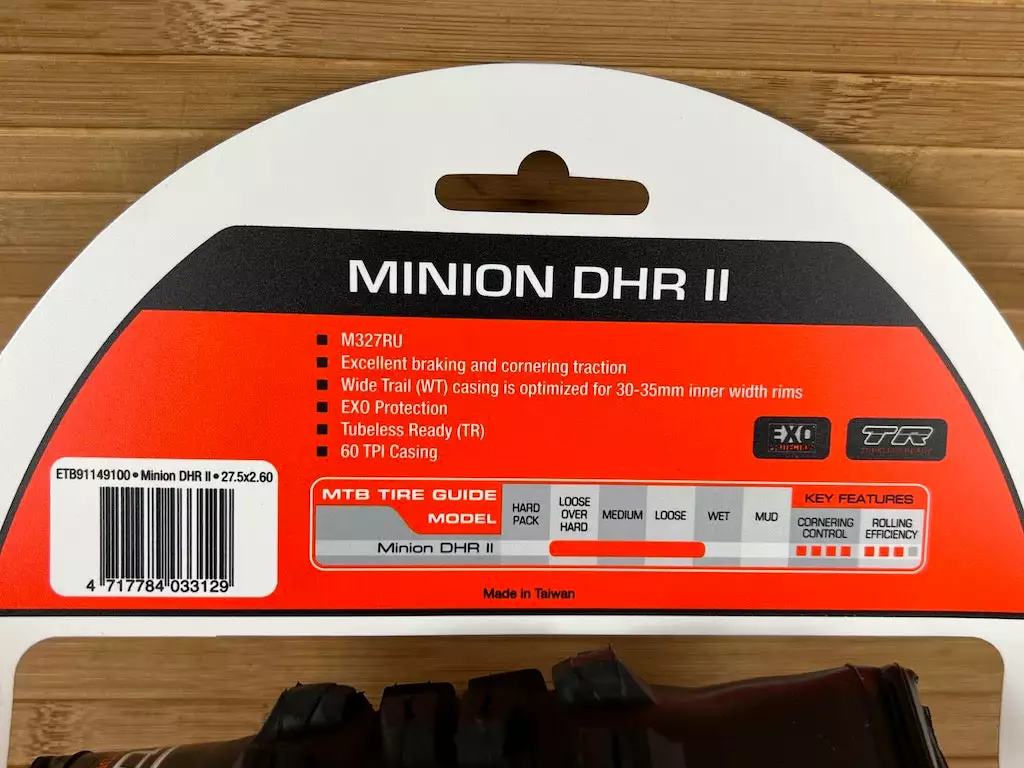 MINION DHR II
M327RU
Excellent braking and cornering traction
Wide Trail (WT) casing is optimized for 30-35mm inner width rims
EXO Protection
Tubeless Ready (TR)
60 TPI Casing
EXO
TR
TUBELESS READY
ETB91149100 • Minion DHR II • 27.5x2.60
4 717784 033129
MTB TIRE GUIDE
MODEL
HARD
PACK
LOOSE
OVER
HARD
MEDIUM
LOOSE
WET
MUD
KEY FEATURES
CORNERING
CONTROL
ROLLING
EFFICIENCY
Minion DHR II
Made in Taiwan